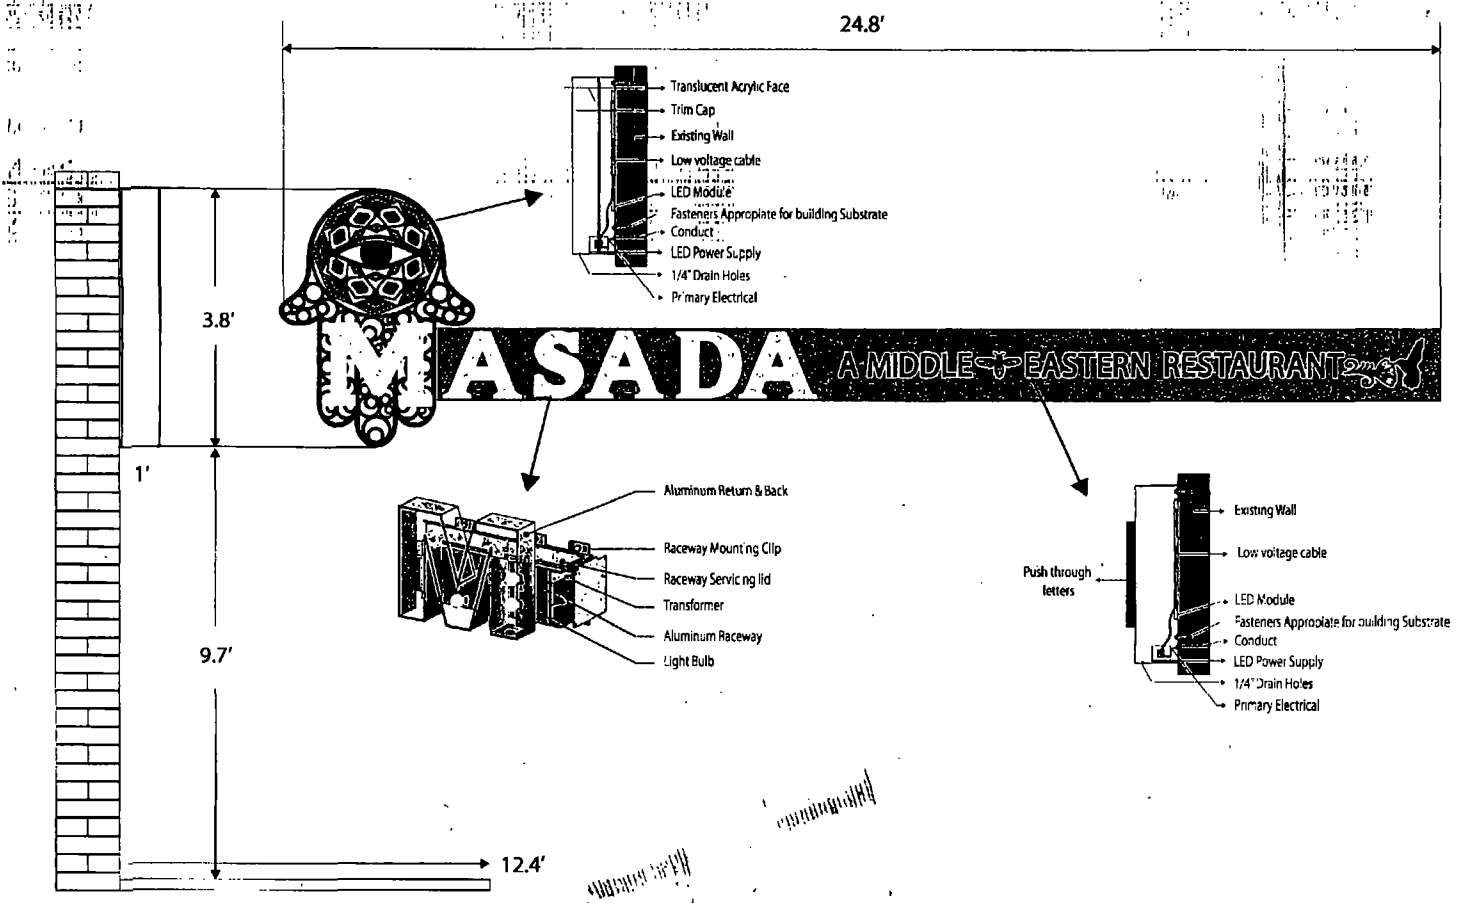 24.8'
Translucent Acrylic Face
Trim Cap
Existing Wall
Low voltage cable
LED Module
Fasteners Appropiate for building Substrate
Conduct
LED Power Supply
1/4" Drain Holes
Primary Electrical
3.8'
MASADA A MIDDLE EASTERN RESTAURANT
1'
Aluminum Return & Back
Raceway Mounting Clip
Raceway Servicing lid
Transformer
Aluminum Raceway
Light Bulb
Existing Wall
Low voltage cable
Push through
letters
LED Module
Fasteners Appropiate for building Substrate
Conduct
LED Power Supply
1/4" Drain Holes
Primary Electrical
9.7'
12.4'